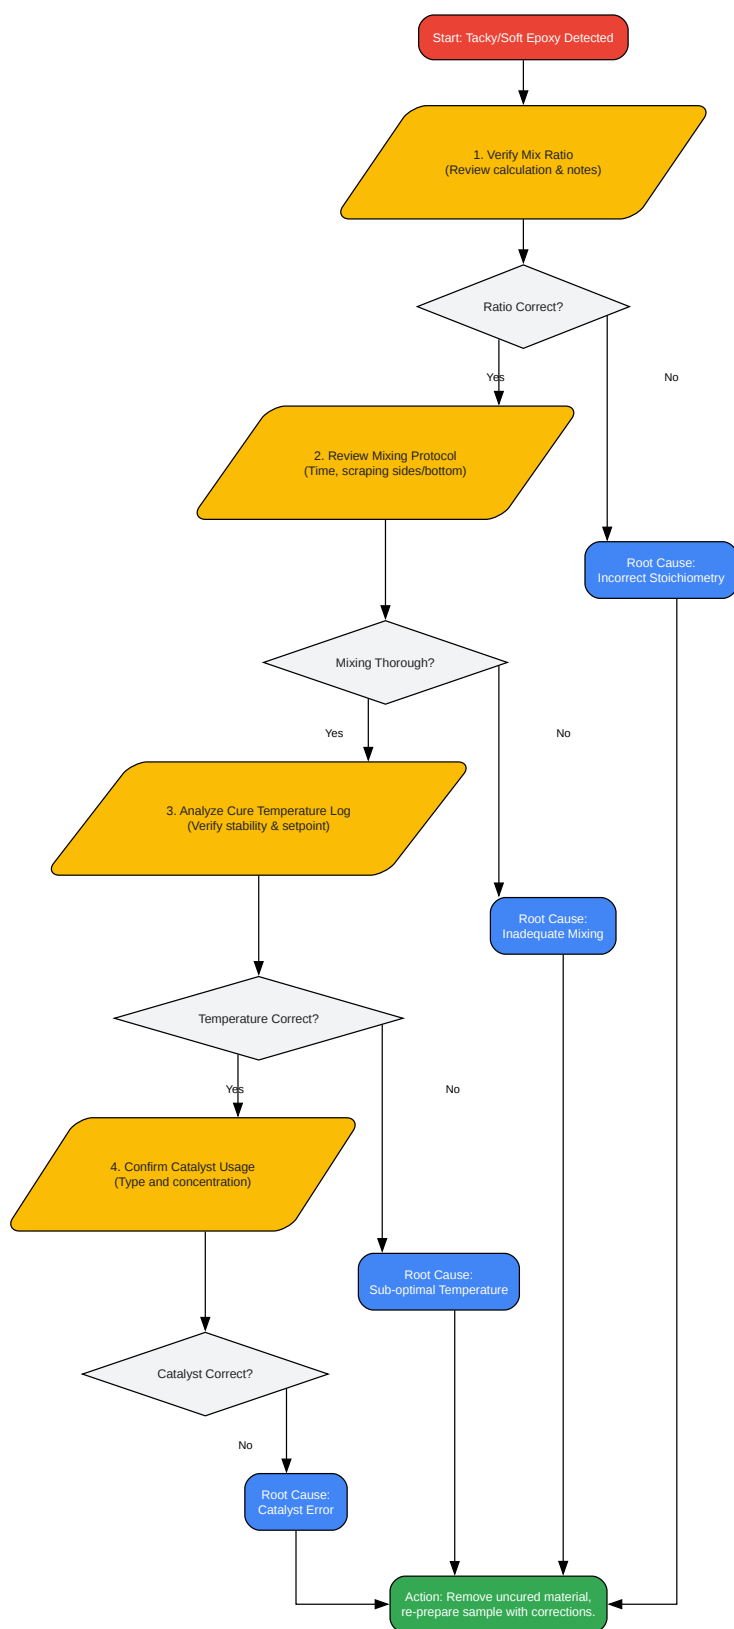 Start: Tacky/Soft Epoxy Detected
1. Verify Mix Ratio
(Review calculation & notes)
Ratio Correct?
Yes
No
2. Review Mixing Protocol
(Time, scraping sides/bottom)
Root Cause:
Incorrect Stoichiometry
Mixing Thorough?
Yes
No
3. Analyze Cure Temperature Log
(Verify stability & setpoint)
Root Cause:
Inadequate Mixing
Temperature Correct?
Yes
No
4. Confirm Catalyst Usage
(Type and concentration)
Root Cause:
Sub-optimal Temperature
Catalyst Correct?
No
Root Cause:
Catalyst Error
Action: Remove uncured material,
re-prepare sample with corrections.